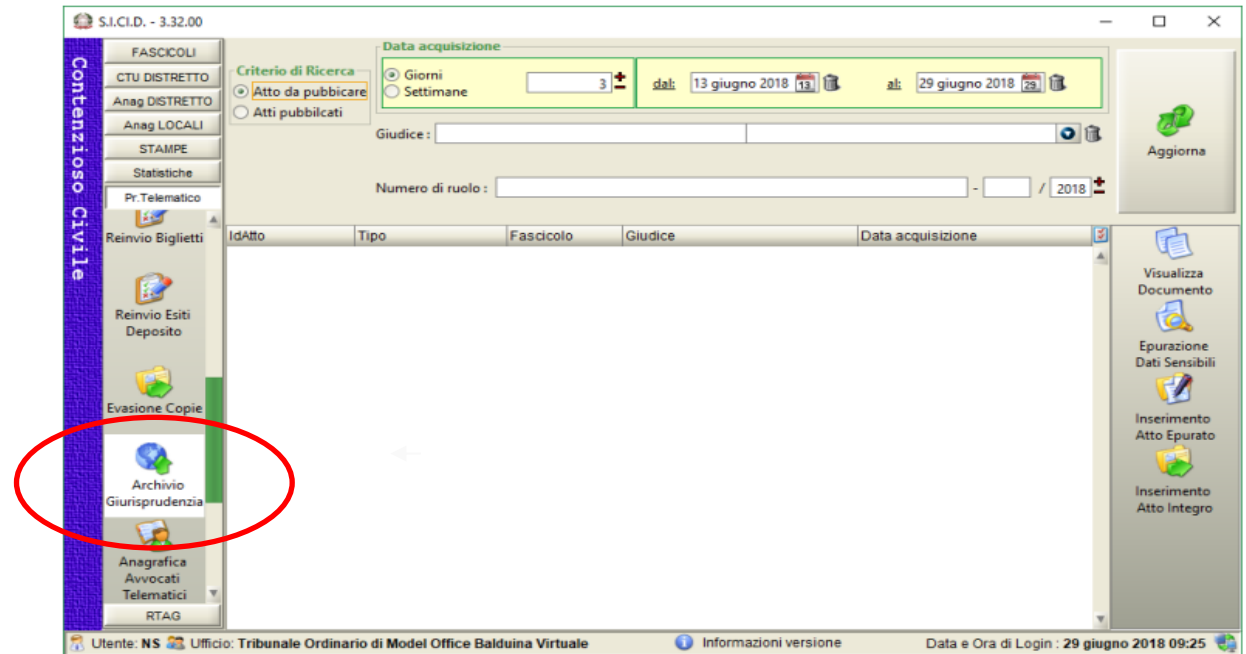 S.I.CI.D. - 3.32.00
Contenzioso Civile
FASCICOLI
CTU DISTRETTO
Anag DISTRETTO
Anag LOCALI
STAMPE
Statistiche
Pr.Telematico
Reinvio Biglietti
Reinvio Esiti
Deposito
Evasione Copie
Archivio
Giurisprudenzia
Anagrafica
Avvocati
Telematici
RTAG
Criterio di Ricerca
Atto da pubbicare
Atti pubbilcati
Data acquisizione
Giorni
Settimane
3
dal: 13 giugno 2018 13
al: 29 giugno 2018 29
Giudice :
Numero di ruolo : - / 2018
Aggiorna
IdAtto Tipo Fascicolo Giudice Data acquisizione
Visualizza
Documento
Epurazione
Dati Sensibili
Inserimento
Atto Epurato
Inserimento
Atto Integro
Utente: NS Ufficio: Tribunale Ordinario di Model Office Balduina Virtuale Informazioni versione Data e Ora di Login : 29 giugno 2018 09:25